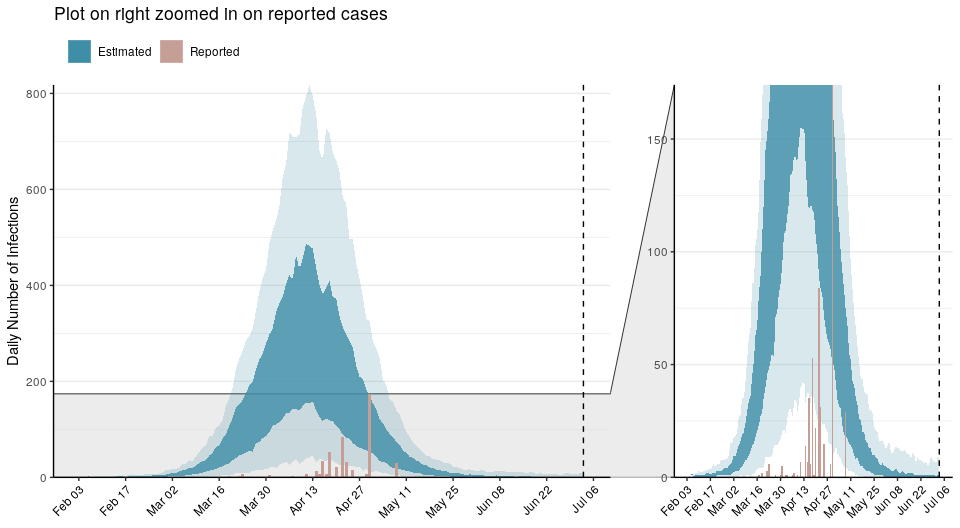 Plot on right zoomed in on reported cases
Estimated Reported
Daily Number of Infections
800
600
400
200
0
Feb 03 Feb 17 Mar 02 Mar 16 Mar 30 Apr 13 Apr 27 May 11 May 25 Jun 08 Jun 22 Jul 06
150
100
50
0
Feb 03 Feb 17 Mar 02 Mar 16 Mar 30 Apr 13 Apr 27 May 11 May 25 Jun 08 Jun 22 Jul 06